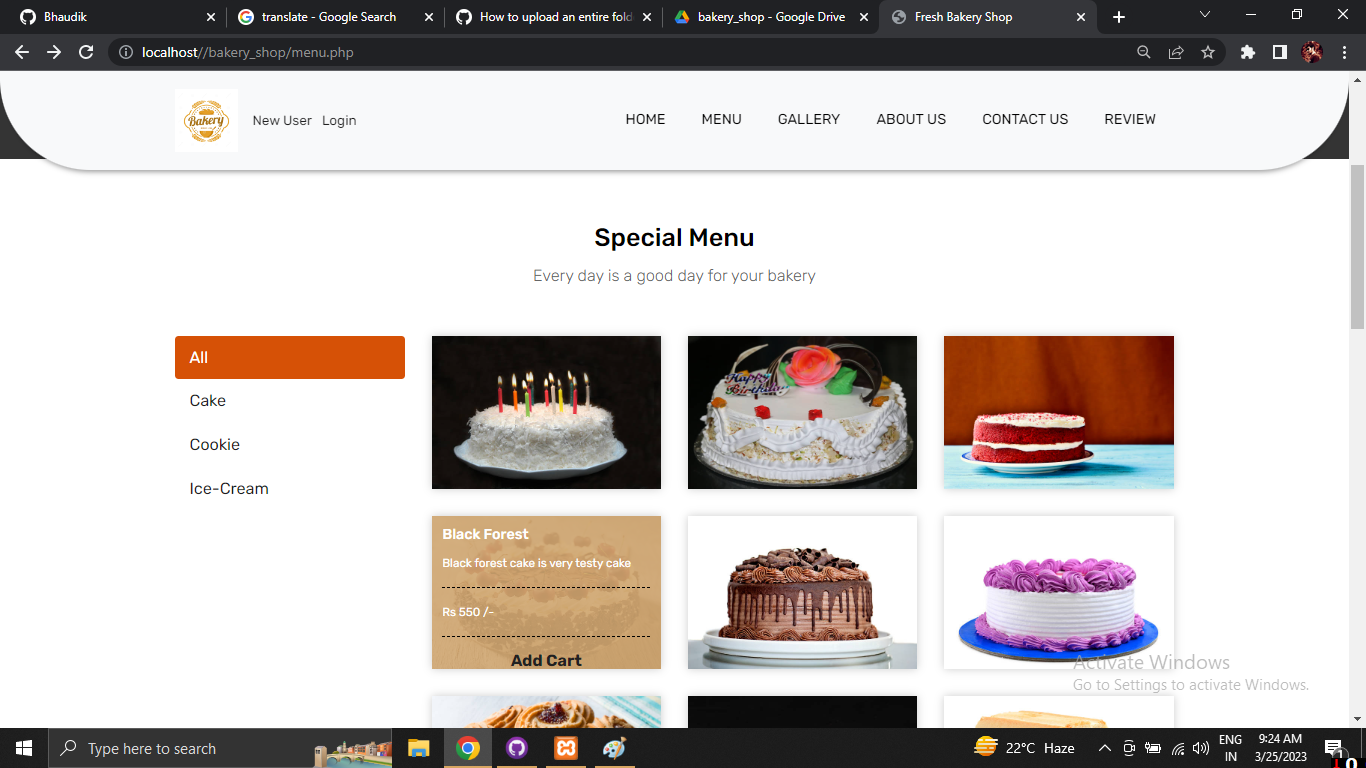 Bhaudik
translate - Google Search
How to upload an entire fold
bakery_shop - Google Drive
Fresh Bakery Shop
localhost//bakery_shop/menu.php
Bakery
New User Login
HOME MENU GALLERY ABOUT US CONTACT US REVIEW
Special Menu
Every day is a good day for your bakery
All
Cake
Cookie
Ice-Cream
Happy
Birthday
Black Forest
Black forest cake is very testy cake
Rs 550 /-
Add Cart
Activate Windows
Go to Settings to activate Windows.
Type here to search
22°C Haze
ENG
IN
9:24 AM
3/25/2023